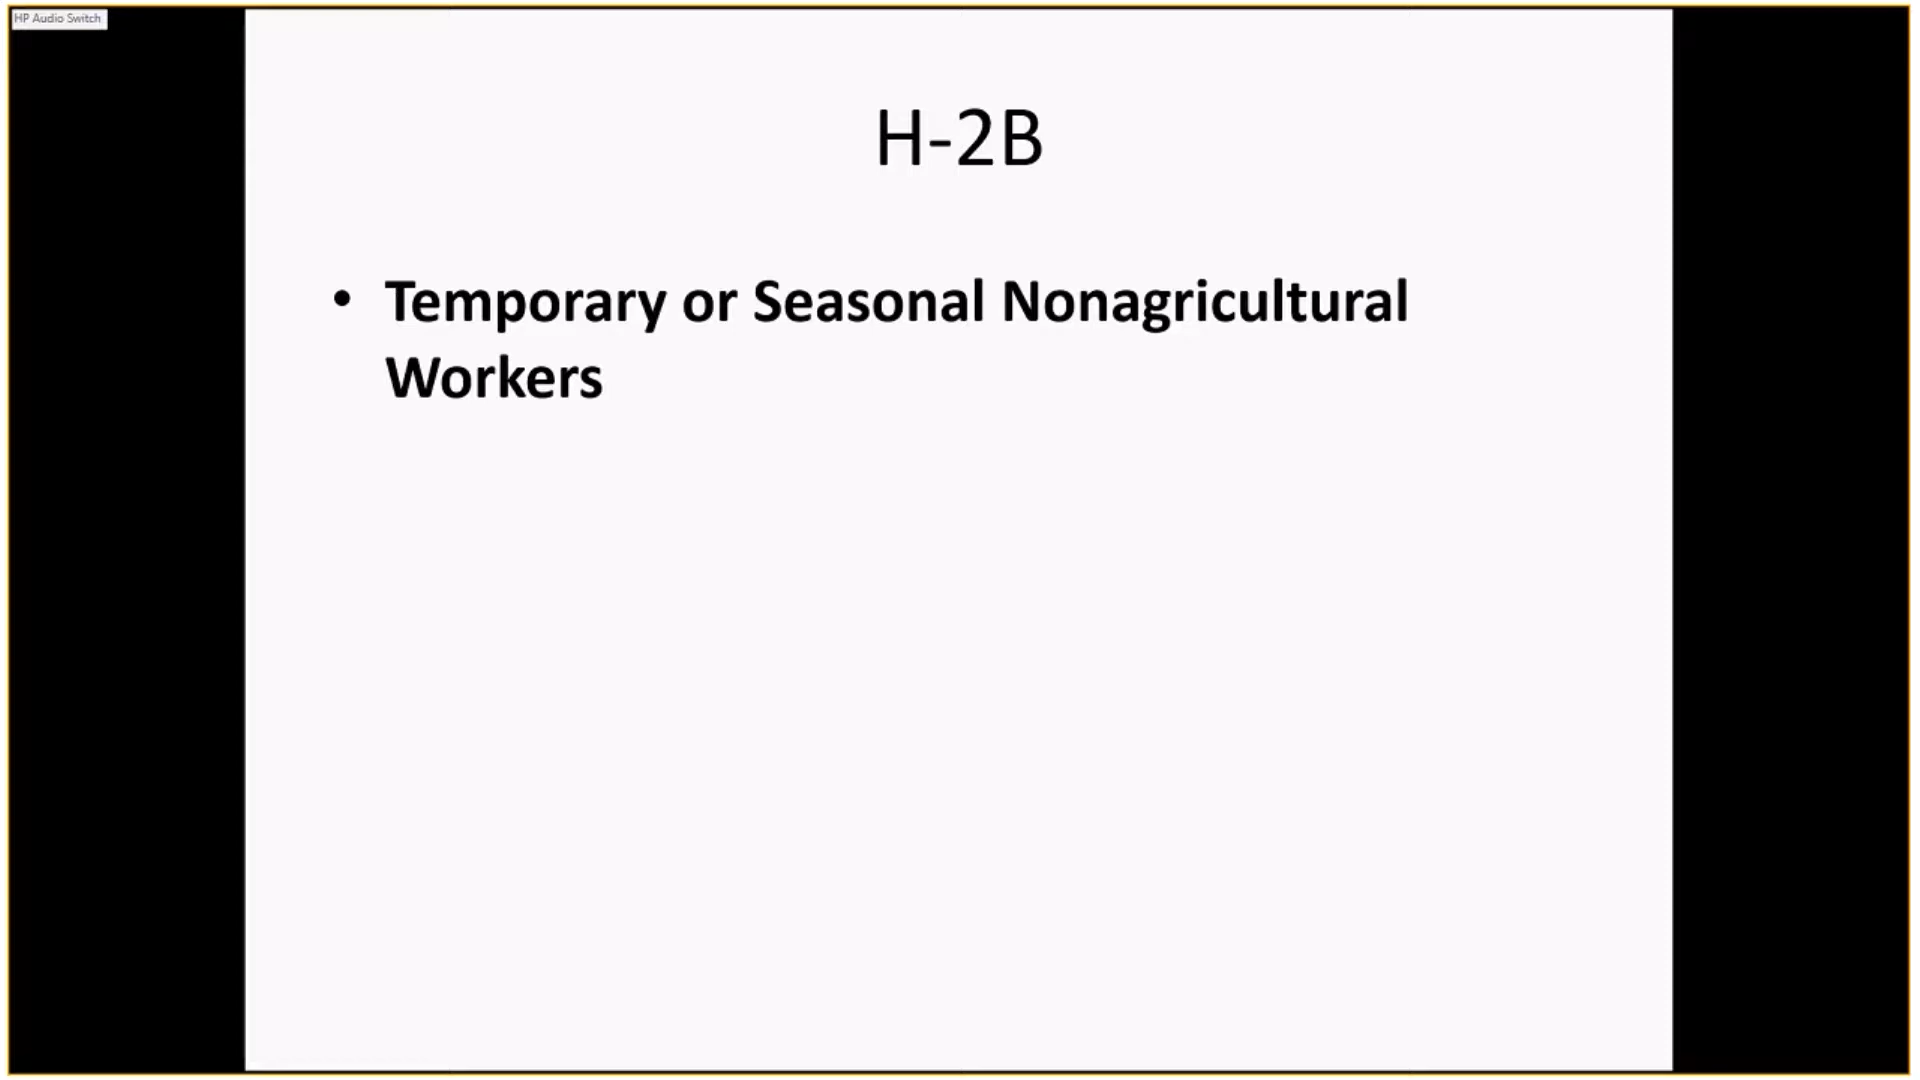 HP Audio Switch
H-2B
• Temporary or Seasonal Nonagricultural
Workers